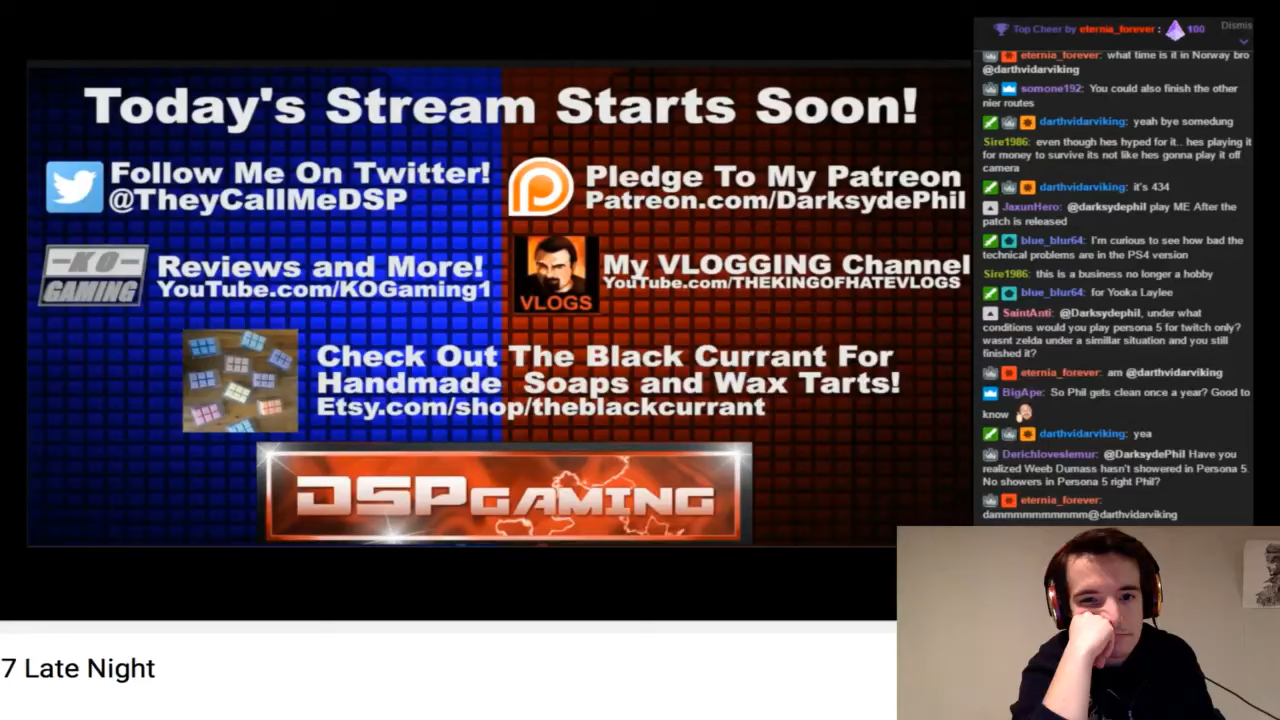 Today's Stream Starts Soon!
Follow Me On Twitter!
@TheyCallMeDSP
Pledge To My Patreon
Patreon.com/DarksydePhil
-KO-
GAMING
Reviews and More!
YouTube.com/KOGaming1
VLOGS
My VLOGGING Channel
YouTube.com/THEKINGOFHATEVLOGS
Check Out The Black Currant For
Handmade Soaps and Wax Tarts!
Etsy.com/shop/theblackcurrant
DSPGAMING
7 Late Night
Top Cheer by eternia_forever : 100
Dismis
eternia_forever: what time is it in Norway bro
@darthvidarviking
somone192: You could also finish the other
nier routes
darthvidarviking: yeah bye somedung
Sire1986: even though hes hyped for it.. hes playing it
for money to survive its not like hes gonna play it off
camera
darthvidarviking: it's 434
JaxunHero: @darksydephil play ME After the
patch is released
blue_blur64: I'm curious to see how bad the
technical problems are in the PS4 version
Sire1986: this is a business no longer a hobby
blue_blur64: for Yooka Laylee
SaintAnti: @Darksydephil, under what
conditions would you play persona 5 for twitch only?
wasnt zelda under a simillar situation and you still
finished it?
eternia_forever: am @darthvidarviking
BigApe: So Phil gets clean once a year? Good to
know
darthvidarviking: yea
Derichloveslemur: @DarksydePhil Have you
realized Weeb Dumass hasn't showered in Persona 5.
No showers in Persona 5 right Phil?
eternia_forever:
dammmmmmmmmm@darthvidarviking